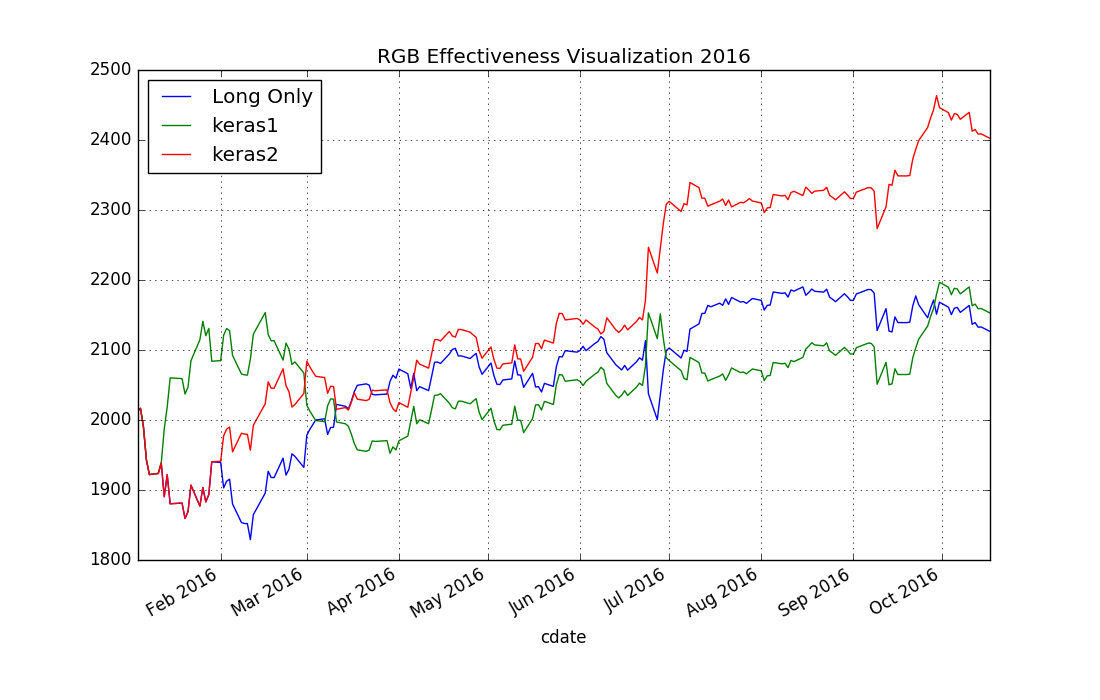 RGB Effectiveness Visualization 2016
2500
2400
2300
2200
2100
2000
1900
1800
Long Only
keras1
keras2
Feb 2016
Mar 2016
Apr 2016
May 2016
Jun 2016
Jul 2016
Aug 2016
Sep 2016
Oct 2016
cdate